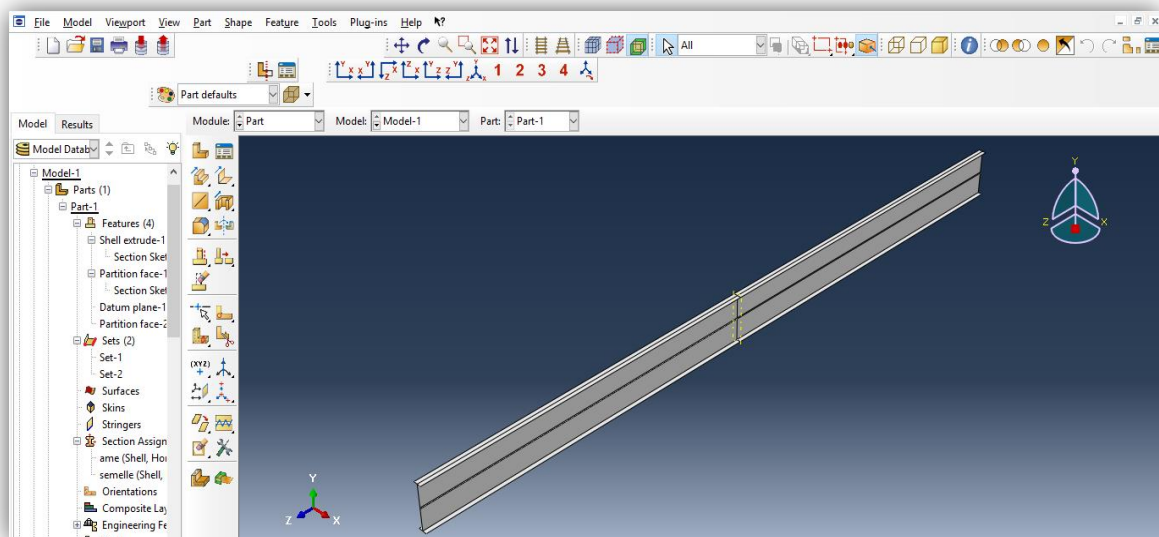 File Model Viewport View Part Shape Feature Tools Plug-ins Help
All
1 2 3 4
Part defaults
Model Results
Module: Part Model: Model-1 Part: Part-1
Model Datab
Model-1
Parts (1)
Part-1
Features (4)
Shell extrude-1
Section Sket
Partition face-1
Section Sket
Datum plane-1
Partition face-2
Sets (2)
Set-1
Set-2
Surfaces
Skins
Stringers
Section Assign
ame (Shell, Ho
semelle (Shell,
Orientations
Composite Lay
Engineering Fe
(XYZ)
Y
Z X
Y
Z X